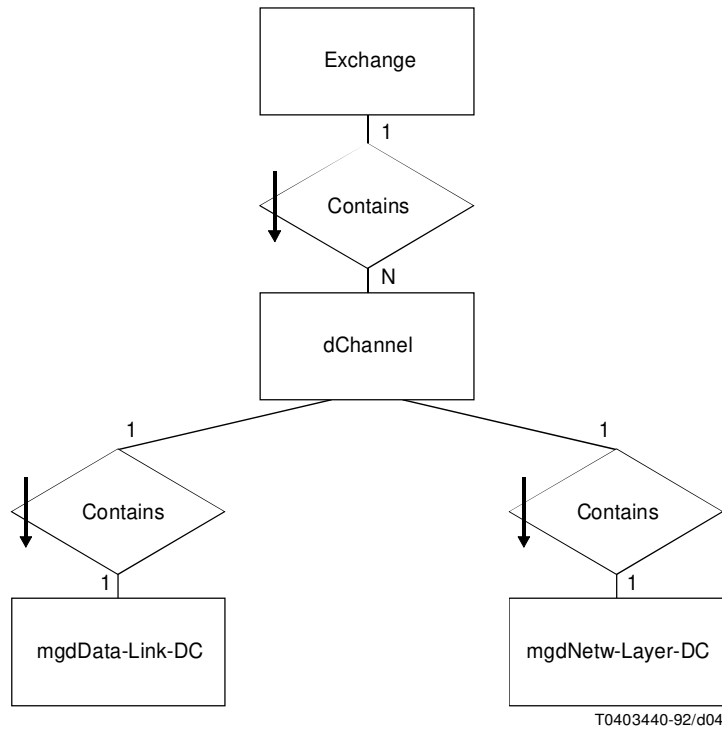 Exchange
1
Contains
N
dChannel
1
1
Contains
Contains
1
1
mgdData-Link-DC
mgdNetw-Layer-DC
T0403440-92/d04